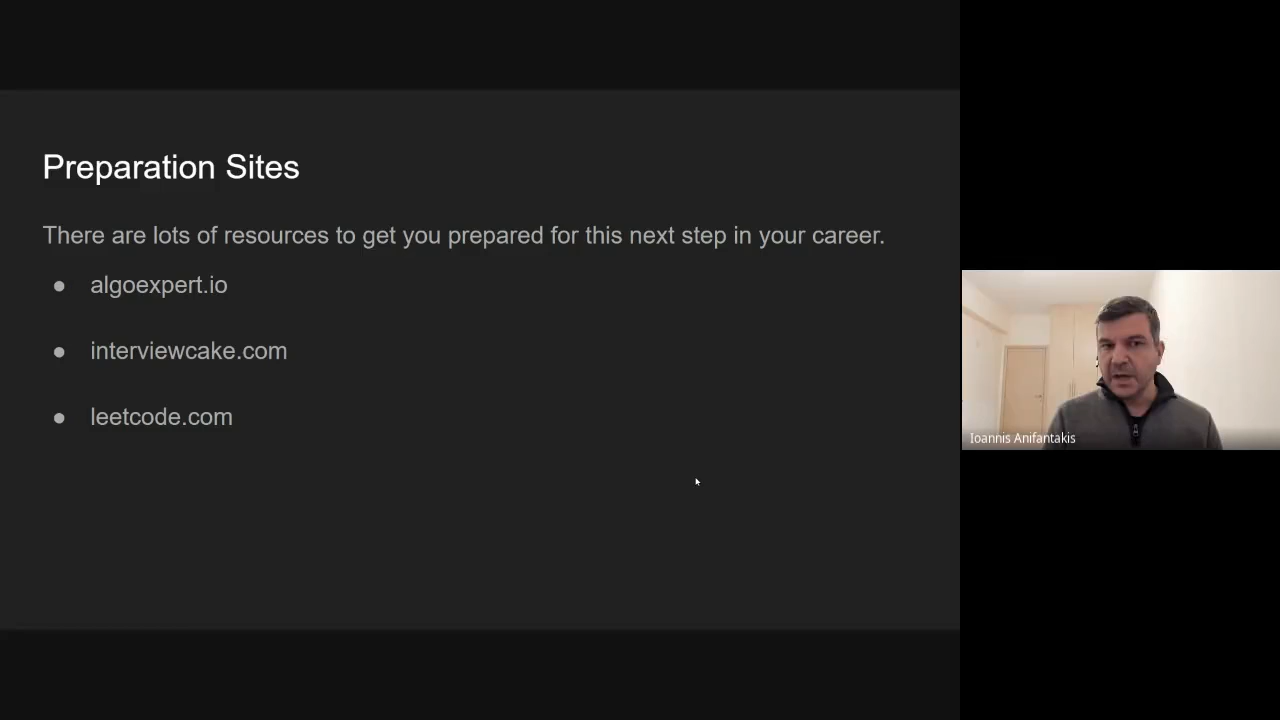 Preparation Sites
There are lots of resources to get you prepared for this next step in your career.
● algoexpert.io
● interviewcake.com
● leetcode.com
Ioannis Anifantakis